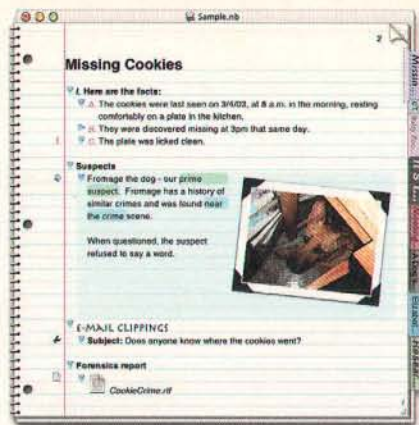 Sample.nb
2
Missing Cookies
I. Here are the facts:
A. The cookies were last seen on 3/4/03, at 8 a.m. in the morning, resting
comfortably on a plate in the kitchen.
B. They were discovered missing at 3pm that same day.
C. The plate was licked clean.
Suspects
Fromage the dog - our prime
suspect. Fromage has a history of
similar crimes and was found near
the crime scene.
When questioned, the suspect
refused to say a word.
E-MAIL CLIPPINGS
Subject: Does anyone know where the cookies went?
Forensics report
CookieCrime.rtf